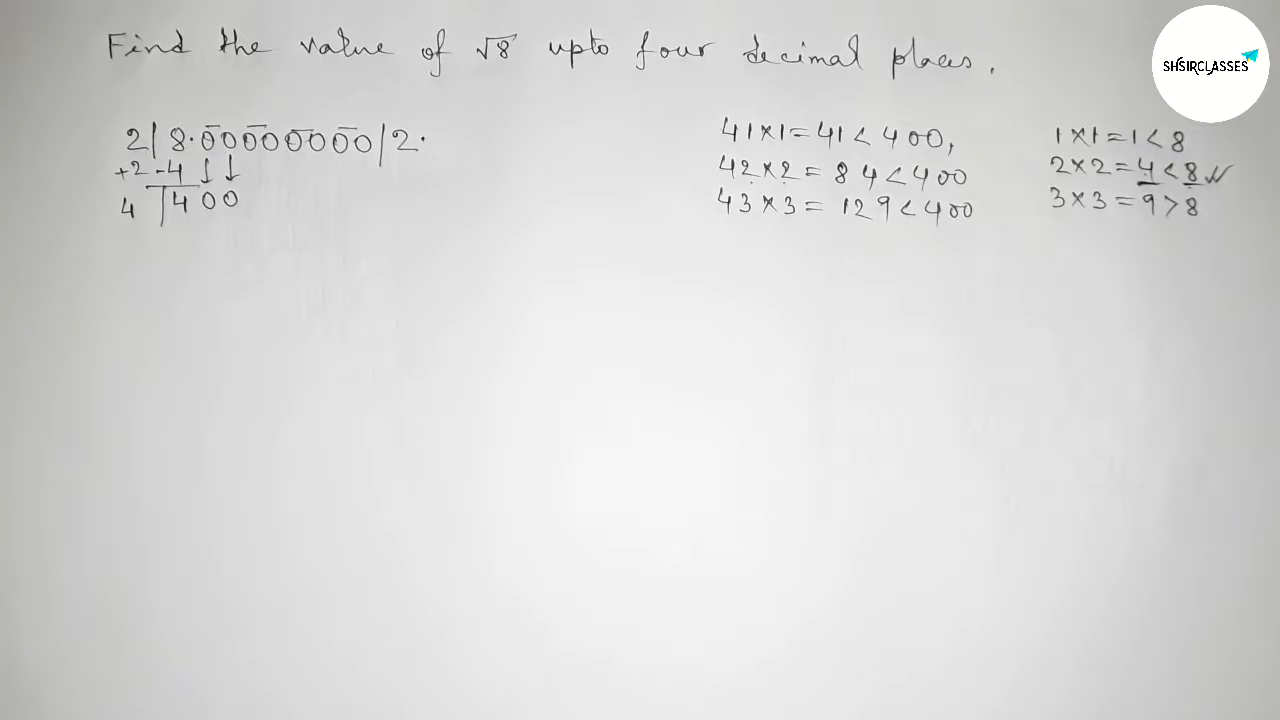 Find the value of √8 upto four decimal places.
SHSIRCLASSES
2 | 8.00000000 | 2.
+2 -4 ↓ ↓
4 | 400
41×1=41<400,
42×2=84<400
43×3=129<400
1×1=1<8
2×2=4<8 ✓
3×3=9>8